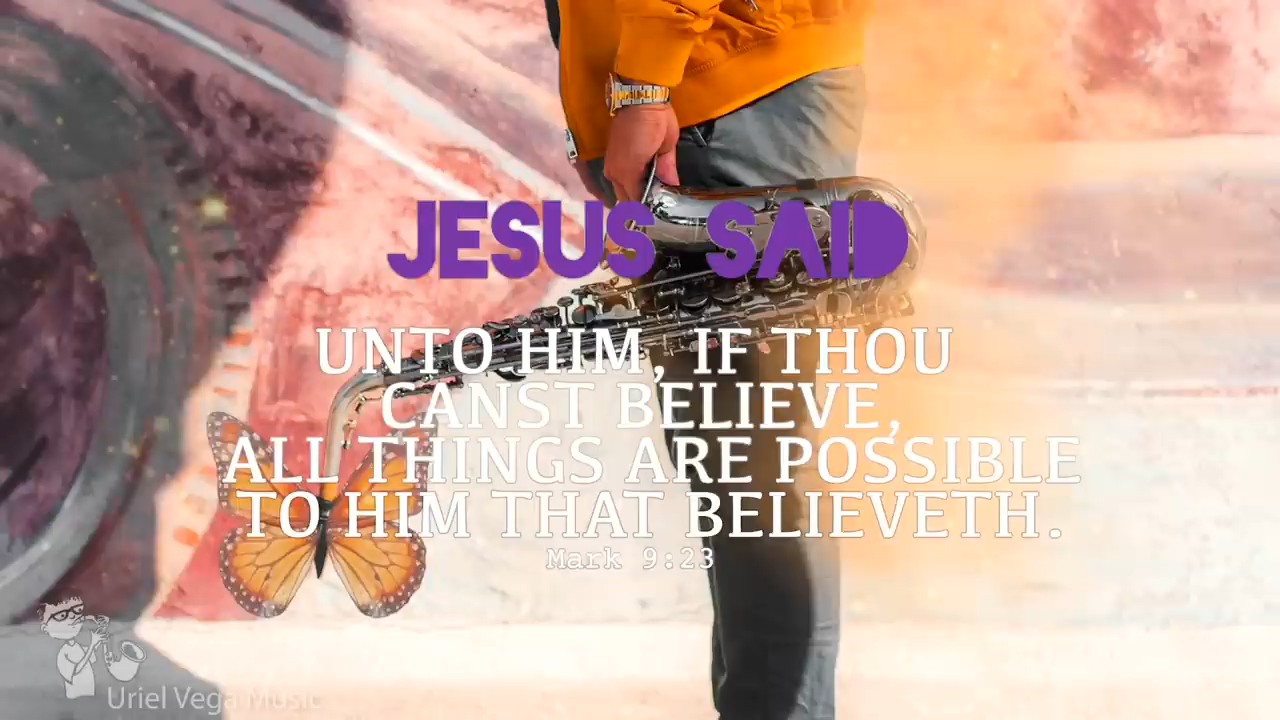 JESUS SAID
UNTO HIM, IF THOU
CANST BELIEVE,
ALL THINGS ARE POSSIBLE
TO HIM THAT BELIEVETH.
Mark 9:23
Uriel Vega Music